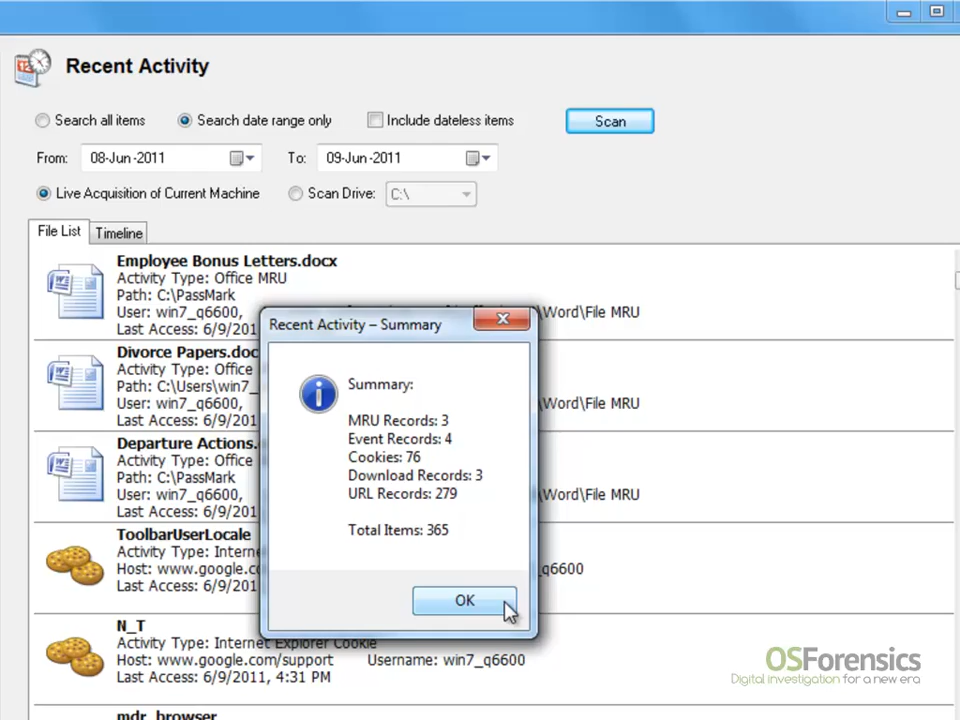 Recent Activity
Search all items Search date range only Include dateless items Scan
From: 08-Jun-2011 To: 09-Jun-2011
Live Acquisition of Current Machine Scan Drive: C:\
File List Timeline
Employee Bonus Letters.docx
Activity Type: Office MRU
Path: C:\PassMark
User: win7_q6600, \Word\File MRU
Last Access: 6/9/201
Divorce Papers.doc
Activity Type: Office
Path: C:\Users\win7_
User: win7_q6600, \Word\File MRU
Last Access: 6/9/201
Departure Actions.
Activity Type: Office
Path: C:\PassMark
User: win7_q6600, \Word\File MRU
Last Access: 6/9/201
ToolbarUserLocale
Activity Type: Interne
Host: www.google.co _q6600
Last Access: 6/9/201
N_T
Activity Type: Internet Explorer Cookie
Host: www.google.com/support Username: win7_q6600
Last Access: 6/9/2011, 4:31 PM
mdr_browser
Recent Activity – Summary
Summary:
MRU Records: 3
Event Records: 4
Cookies: 76
Download Records: 3
URL Records: 279
Total Items: 365
OK
OSForensics
Digital investigation for a new era